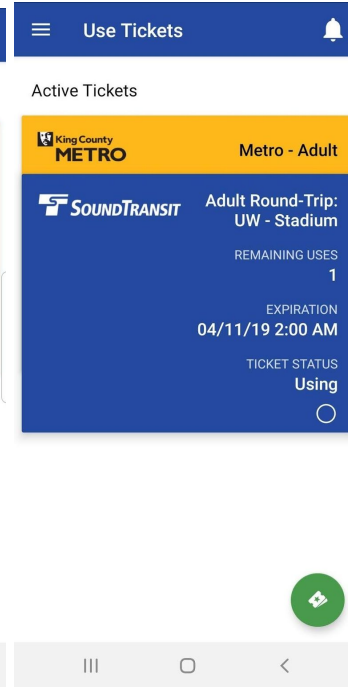 Use Tickets
Active Tickets
King County
METRO
Metro - Adult
SOUNDTRANSIT
Adult Round-Trip:
UW - Stadium
REMAINING USES
1
EXPIRATION
04/11/19 2:00 AM
TICKET STATUS
Using